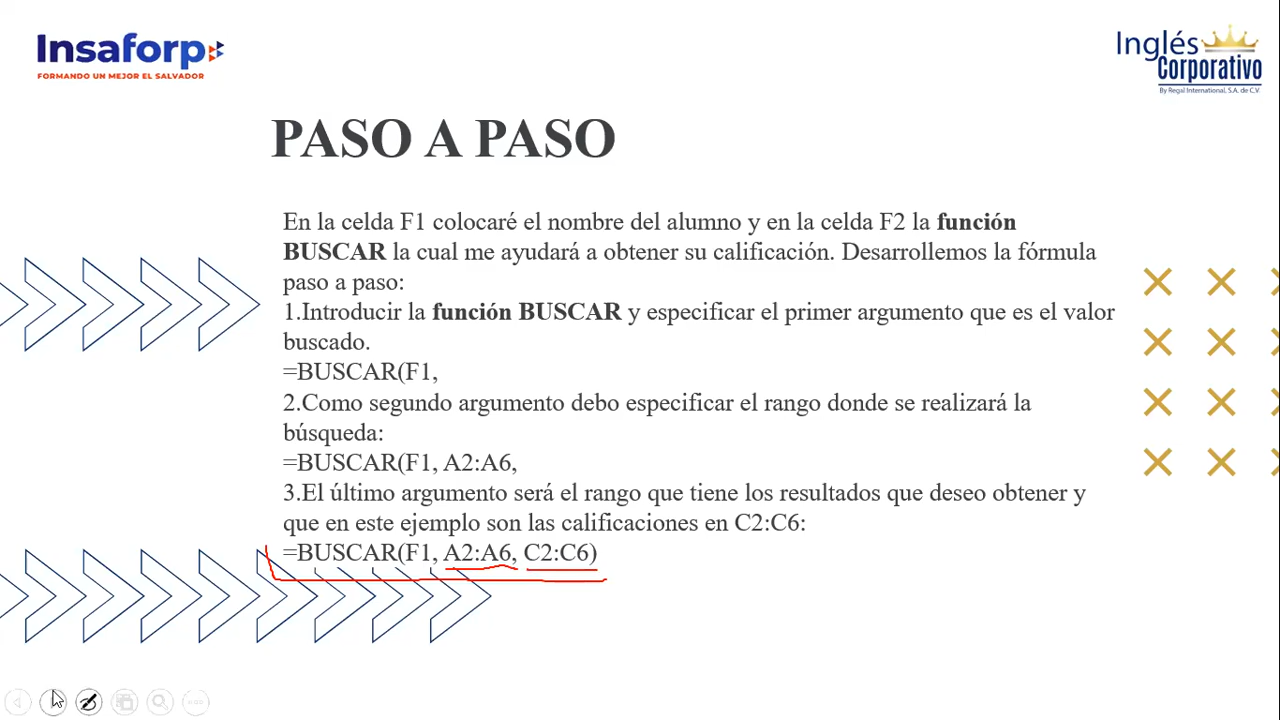 Insaforp
FORMANDO UN MEJOR EL SALVADOR
Inglés
Corporativo
By Regal International, S.A. de C.V.
PASO A PASO
En la celda F1 colocaré el nombre del alumno y en la celda F2 la función
BUSCAR la cual me ayudará a obtener su calificación. Desarrollemos la fórmula
paso a paso:
1.Introducir la función BUSCAR y especificar el primer argumento que es el valor
buscado.
=BUSCAR(F1,
2.Como segundo argumento debo especificar el rango donde se realizará la
búsqueda:
=BUSCAR(F1, A2:A6,
3.El último argumento será el rango que tiene los resultados que deseo obtener y
que en este ejemplo son las calificaciones en C2:C6:
=BUSCAR(F1, A2:A6, C2:C6)